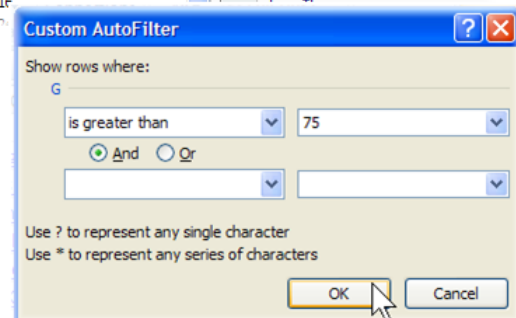 Custom AutoFilter
Show rows where:
G
is greater than 75
And Or
Use ? to represent any single character
Use * to represent any series of characters
OK Cancel